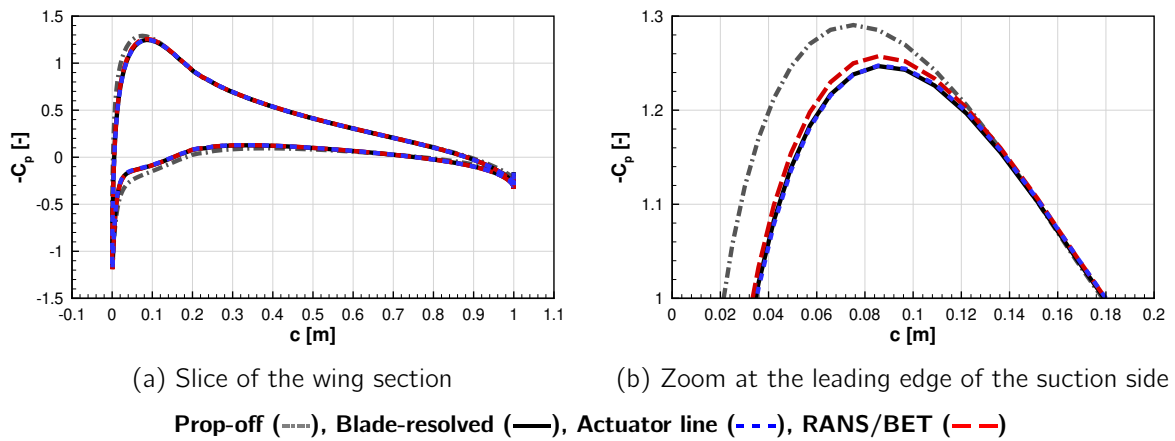 -Cp [-]
1.5
1
0.5
0
-0.5
-1
-1.5
-0.1 0 0.1 0.2 0.3 0.4 0.5 0.6 0.7 0.8 0.9 1 1.1
c [m]
(a) Slice of the wing section
-Cp [-]
1.3
1.2
1.1
1
0 0.02 0.04 0.06 0.08 0.1 0.12 0.14 0.16 0.18 0.2
c [m]
(b) Zoom at the leading edge of the suction side
Prop-off ( ), Blade-resolved ( ), Actuator line ( ), RANS/BET ( )